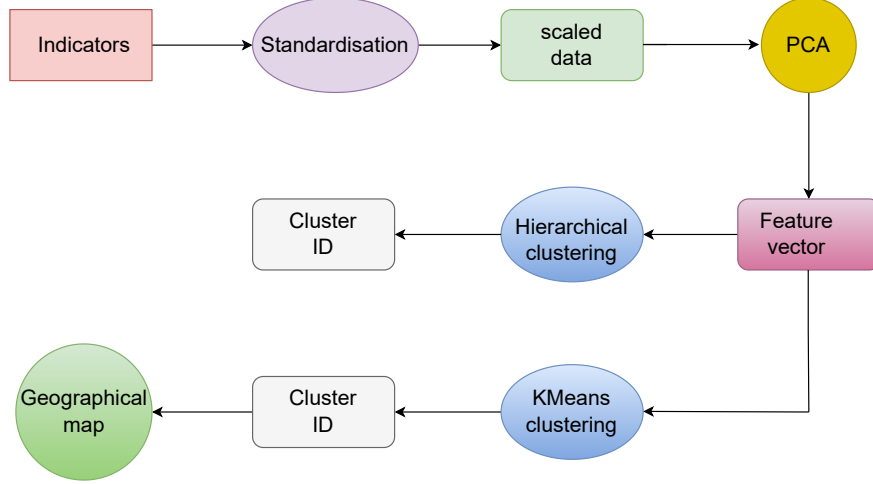 Indicators
Standardisation
scaled
data
PCA
Cluster
ID
Hierarchical
clustering
Feature
vector
Geographical
map
Cluster
ID
KMeans
clustering